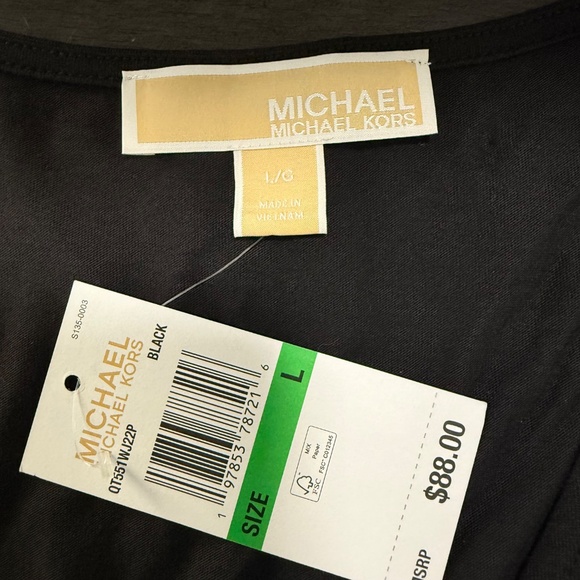 MICHAEL
MICHAEL KORS
L/G
MADE IN
VIETNAM
S135-0003
MICHAEL
MICHAEL KORS
QT551WJ22P
BLACK
1 97853 78721 6
SIZE L
MIX
Paper
FSC
FSC® C012345
MSRP $88.00